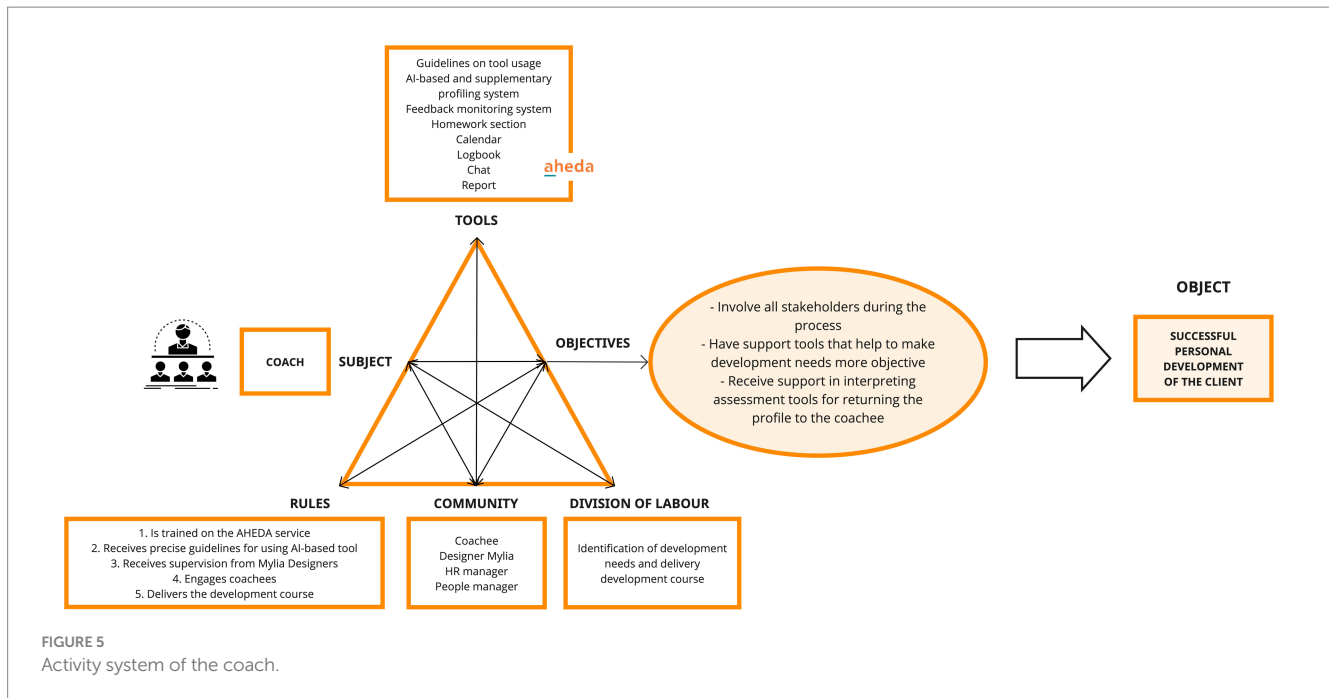 Guidelines on tool usage
AI-based and supplementary
profiling system
Feedback monitoring system
Homework section
Calendar
Logbook
Chat
Report
aheda
TOOLS
COACH
SUBJECT
OBJECTIVES
- Involve all stakeholders during the
process
- Have support tools that help to make
development needs more objective
- Receive support in interpreting
assessment tools for returning the
profile to the coachee
OBJECT
SUCCESSFUL
PERSONAL
DEVELOPMENT
OF THE CLIENT
RULES
1. Is trained on the AHEDA service
2. Receives precise guidelines for using AI-based tool
3. Receives supervision from Mylia Designers
4. Engages coachees
5. Delivers the development course
COMMUNITY
Coachee
Designer Mylia
HR manager
People manager
DIVISION OF LABOUR
Identification of development
needs and delivery
development course
FIGURE 5
Activity system of the coach.